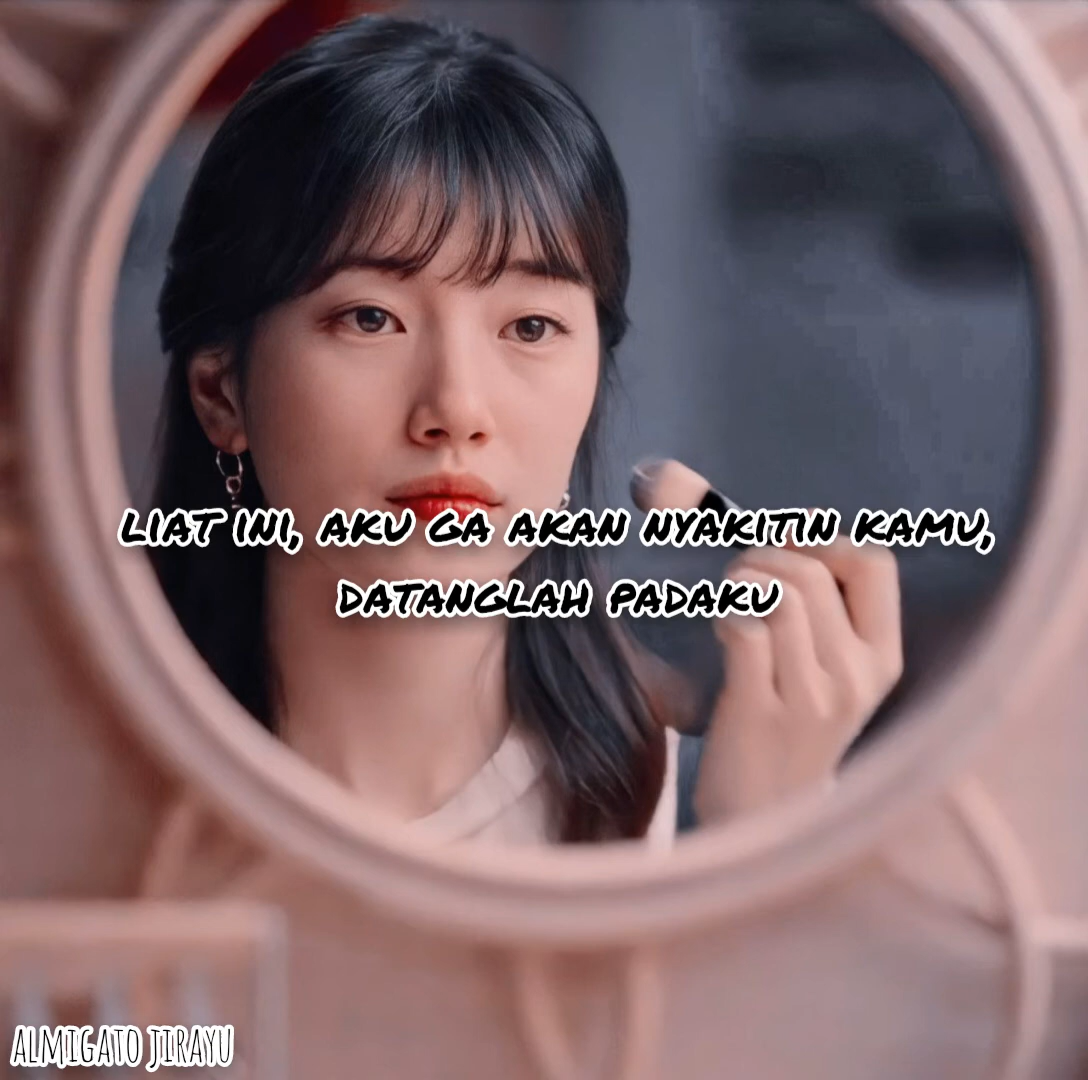 LIAT INI, AKU GA AKAN NYAKITIN KAMU,
DATANGLAH PADAKU
ALMIGATO JIRAYU